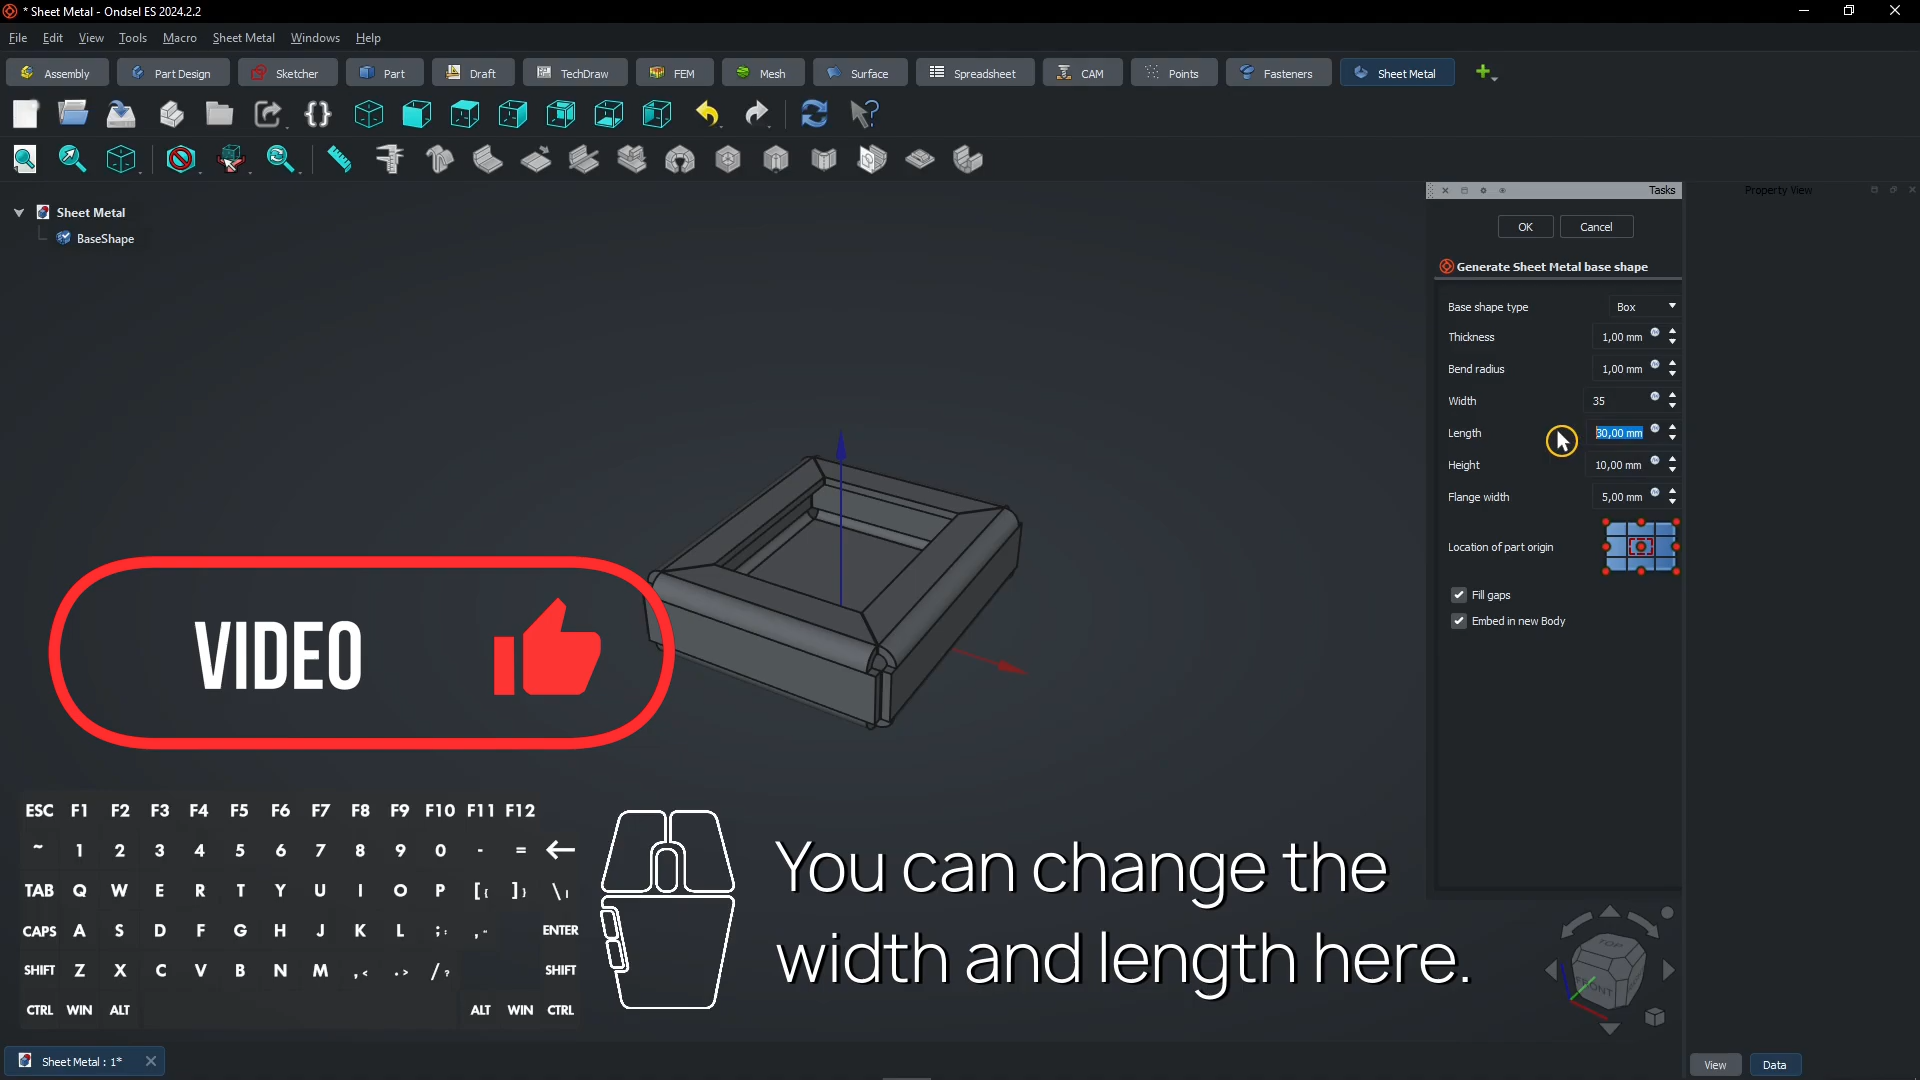 * Sheet Metal - Ondsel ES 2024.2.2
File Edit View Tools Macro Sheet Metal Windows Help
Assembly Part Design Sketcher Part Draft TechDraw FEM Mesh Surface Spreadsheet CAM Points Fasteners Sheet Metal
Tasks
Property View
Sheet Metal
BaseShape
OK Cancel
Generate Sheet Metal base shape
Base shape type Box
Thickness 1,00 mm
Bend radius 1,00 mm
Width 35
Length 30,00 mm
Height 10,00 mm
Flange width 5,00 mm
Location of part origin
Fill gaps
Embed in new Body
VIDEO
ESC F1 F2 F3 F4 F5 F6 F7 F8 F9 F10 F11 F12
~ 1 2 3 4 5 6 7 8 9 0 - =
TAB Q W E R T Y U I O P [{ ]} \|
CAPS A S D F G H J K L ;: ," ENTER
SHIFT Z X C V B N M ,< .> /? SHIFT
CTRL WIN ALT ALT WIN CTRL
You can change the
width and length here.
TOP
FRONT
Sheet Metal : 1*
View Data